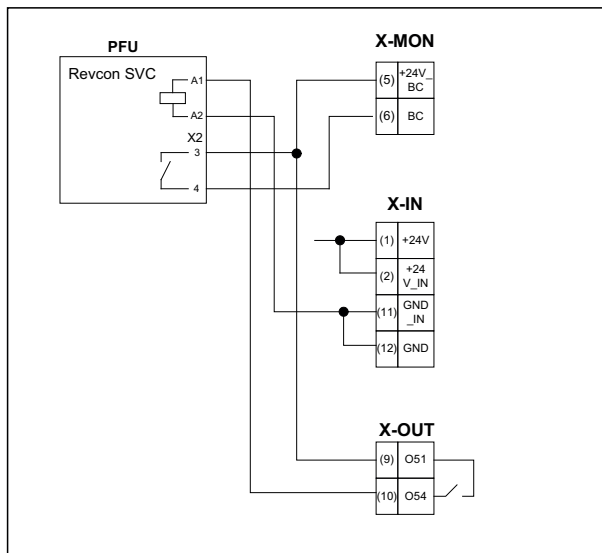 PFU
Revcon SVC
A1
A2
X2
3
4
X-MON
(5) +24V_
BC
(6) BC
X-IN
(1) +24V
(2) +24
V_IN
(11) GND
_IN
(12) GND
X-OUT
(9) O51
(10) O54